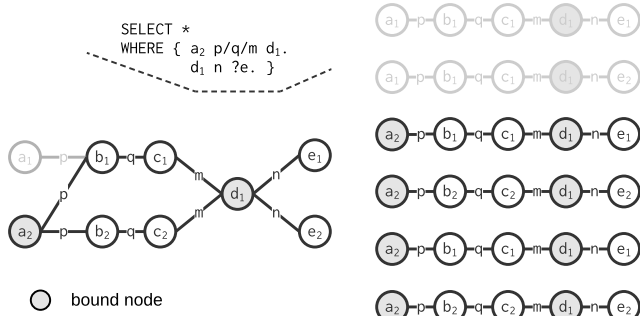 SELECT *
WHERE { a₂ p/q/m d₁.
d₁ n ?e. }
a₁ p b₁ q c₁ m d₁ n e₁
a₁ p b₁ q c₁ m d₁ n e₂
a₂ p b₁ q c₁ m d₁ n e₁
a₂ p b₂ q c₂ m d₁ n e₂
a₂ p b₁ q c₁ m d₁ n e₁
a₂ p b₂ q c₂ m d₁ n e₂
a₁ p b₁ q c₁ m n e₁
p d₁
a₂ p b₂ q c₂ m n e₂
bound node